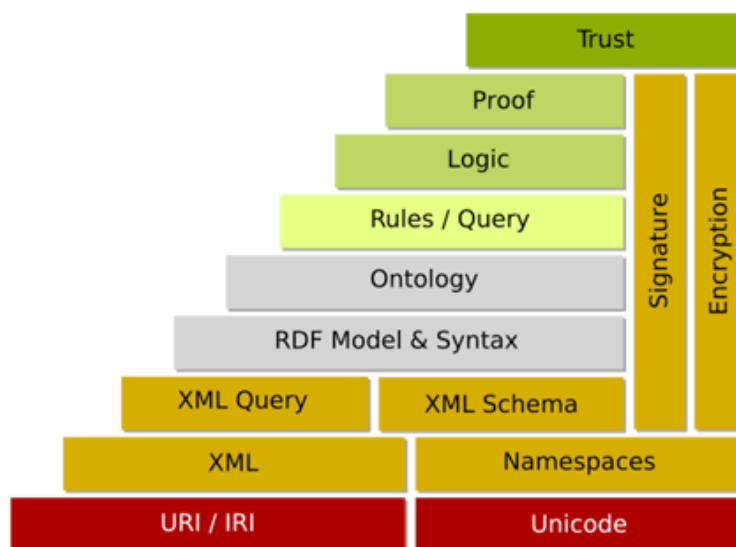 Trust
Proof
Logic
Rules / Query
Ontology
RDF Model & Syntax
Signature
Encryption
XML Query
XML Schema
XML
Namespaces
URI / IRI
Unicode